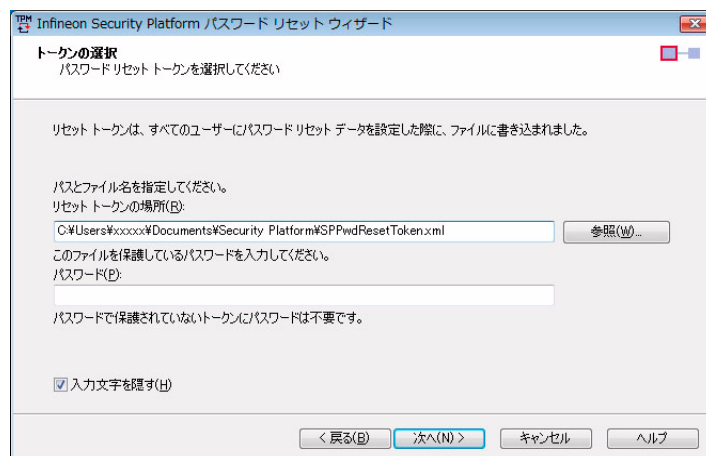 TPM
Infineon Security Platform パスワード リセット ウィザード
トークンの選択
パスワード リセット トークンを選択してください
リセット トークンは、すべてのユーザーにパスワード リセット データを設定した際に、ファイルに書き込まれました。
パスとファイル名を指定してください。
リセット トークンの場所(R):
C:¥Users¥xxxxx¥Documents¥Security Platform¥SPPwdResetToken.xml
参照(W)...
このファイルを保護しているパスワードを入力してください。
パスワード(P):
パスワードで保護されていないトークンにパスワードは不要です。
入力文字を隠す(H)
< 戻る(B) 次へ(N) > キャンセル ヘルプ